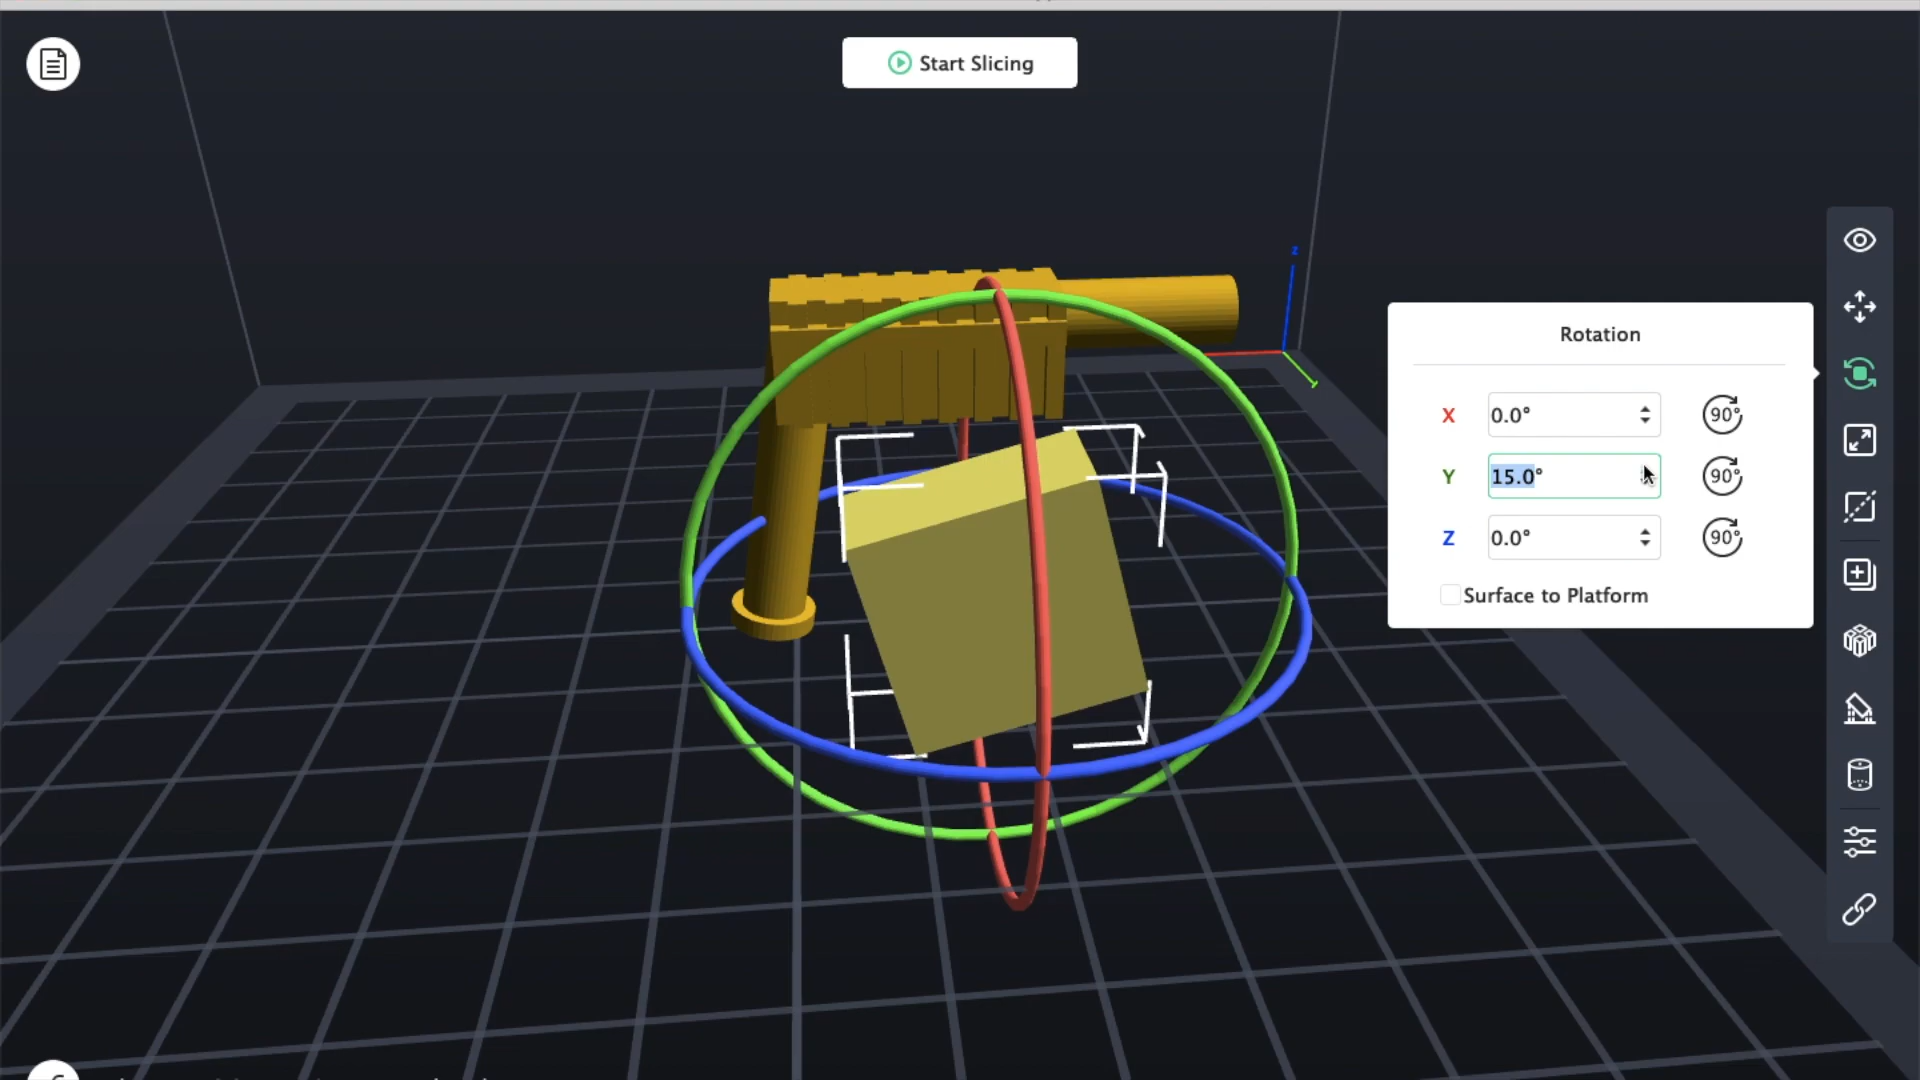 Start Slicing
z
Rotation
X 0.0° 90°
Y 15.0° 90°
Z 0.0° 90°
Surface to Platform